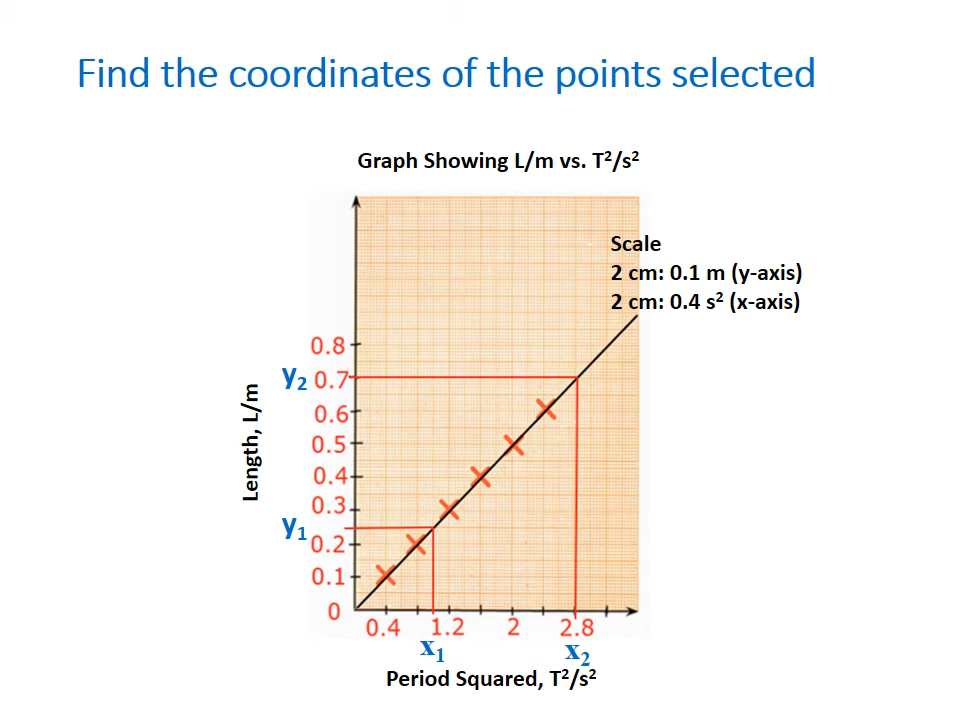 Find the coordinates of the points selected
Graph Showing L/m vs. T²/s²
Scale
2 cm: 0.1 m (y-axis)
2 cm: 0.4 s² (x-axis)
0.8
y₂ 0.7
0.6
0.5
0.4
0.3
y₁
0.2
0.1
0
Length, L/m
0.4 1.2 2 2.8
x₁ x₂
Period Squared, T²/s²